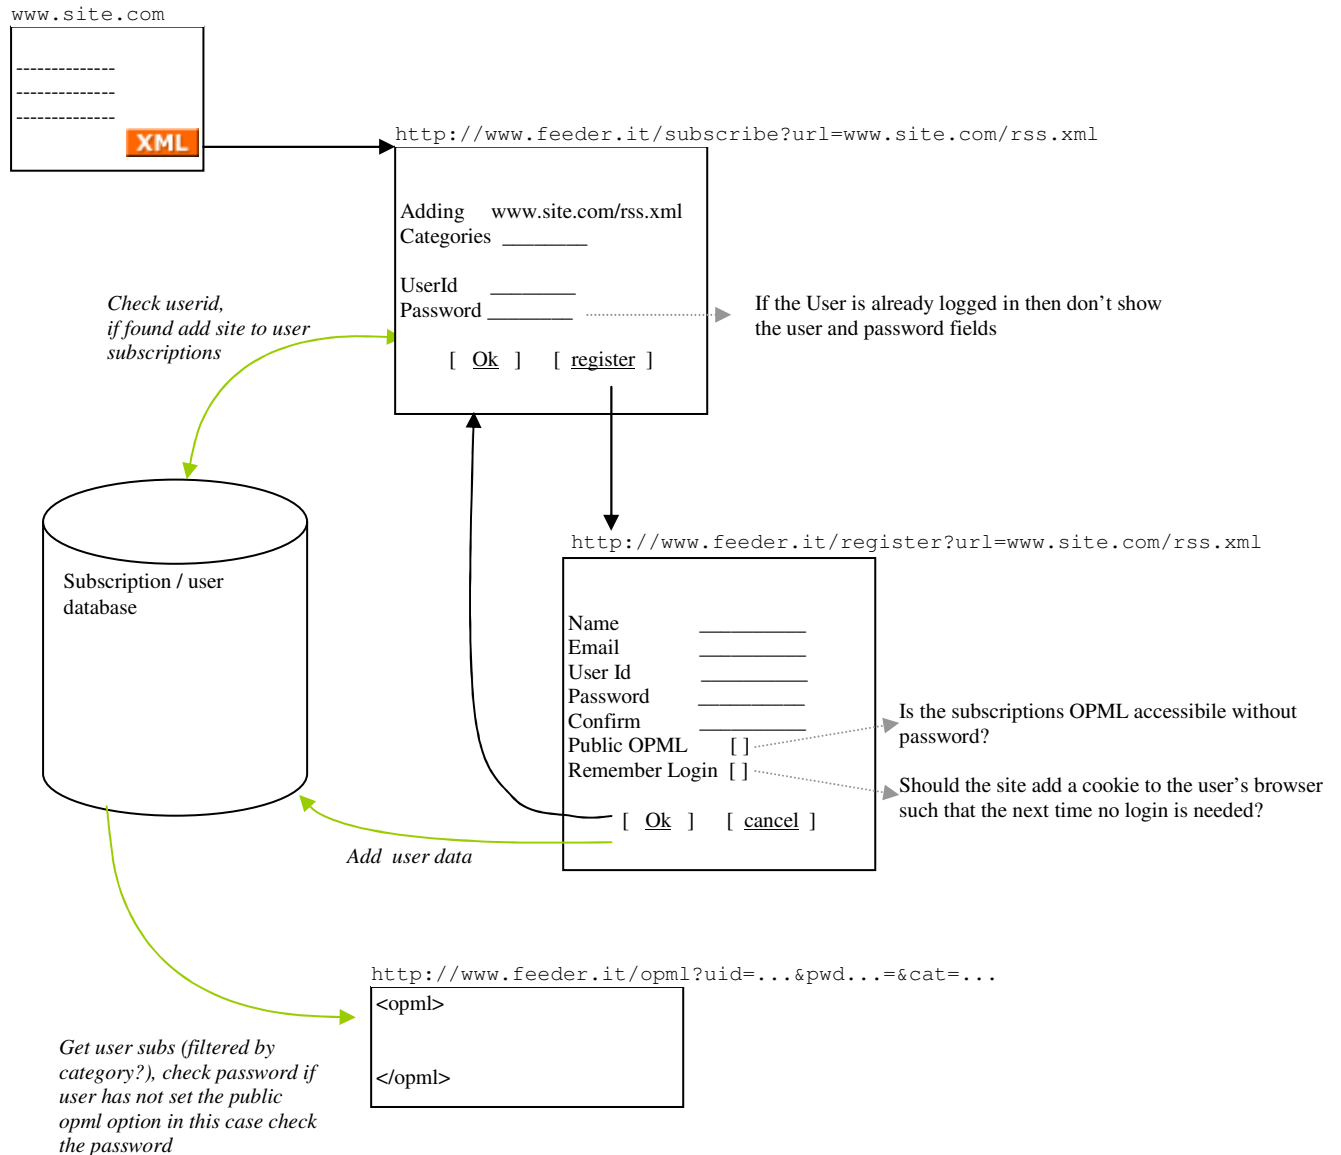 www.site.com
--------------
--------------
--------------
XML
http://www.feeder.it/subscribe?url=www.site.com/rss.xml
Adding www.site.com/rss.xml
Categories ________
UserId ________
Password ________
[ Ok ] [ register ]
If the User is already logged in then don't show
the user and password fields
Check userid,
if found add site to user
subscriptions
Subscription / user
database
http://www.feeder.it/register?url=www.site.com/rss.xml
Name __________
Email __________
User Id __________
Password __________
Confirm __________
Public OPML [ ]
Remember Login [ ]
[ Ok ] [ cancel ]
Is the subscriptions OPML accessibile without
password?
Should the site add a cookie to the user's browser
such that the next time no login is needed?
Add user data
http://www.feeder.it/opml?uid=...&pwd...=&cat=...
<opml>
</opml>
Get user subs (filtered by
category?), check password if
user has not set the public
opml option in this case check
the password